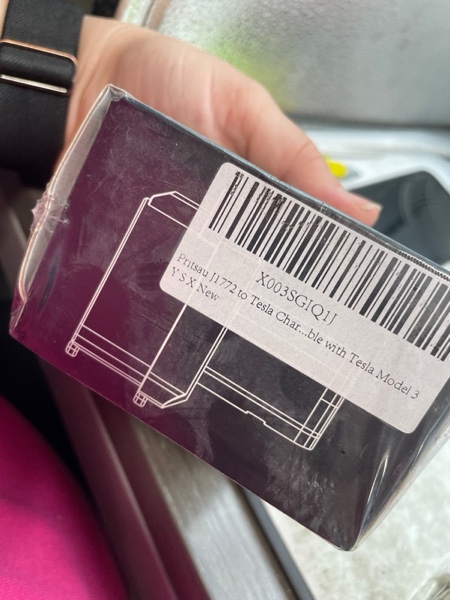 X003SGIQ1J
Pritsau J1772 to Tesla Char...ble with Tesla Model 3
Y S X New